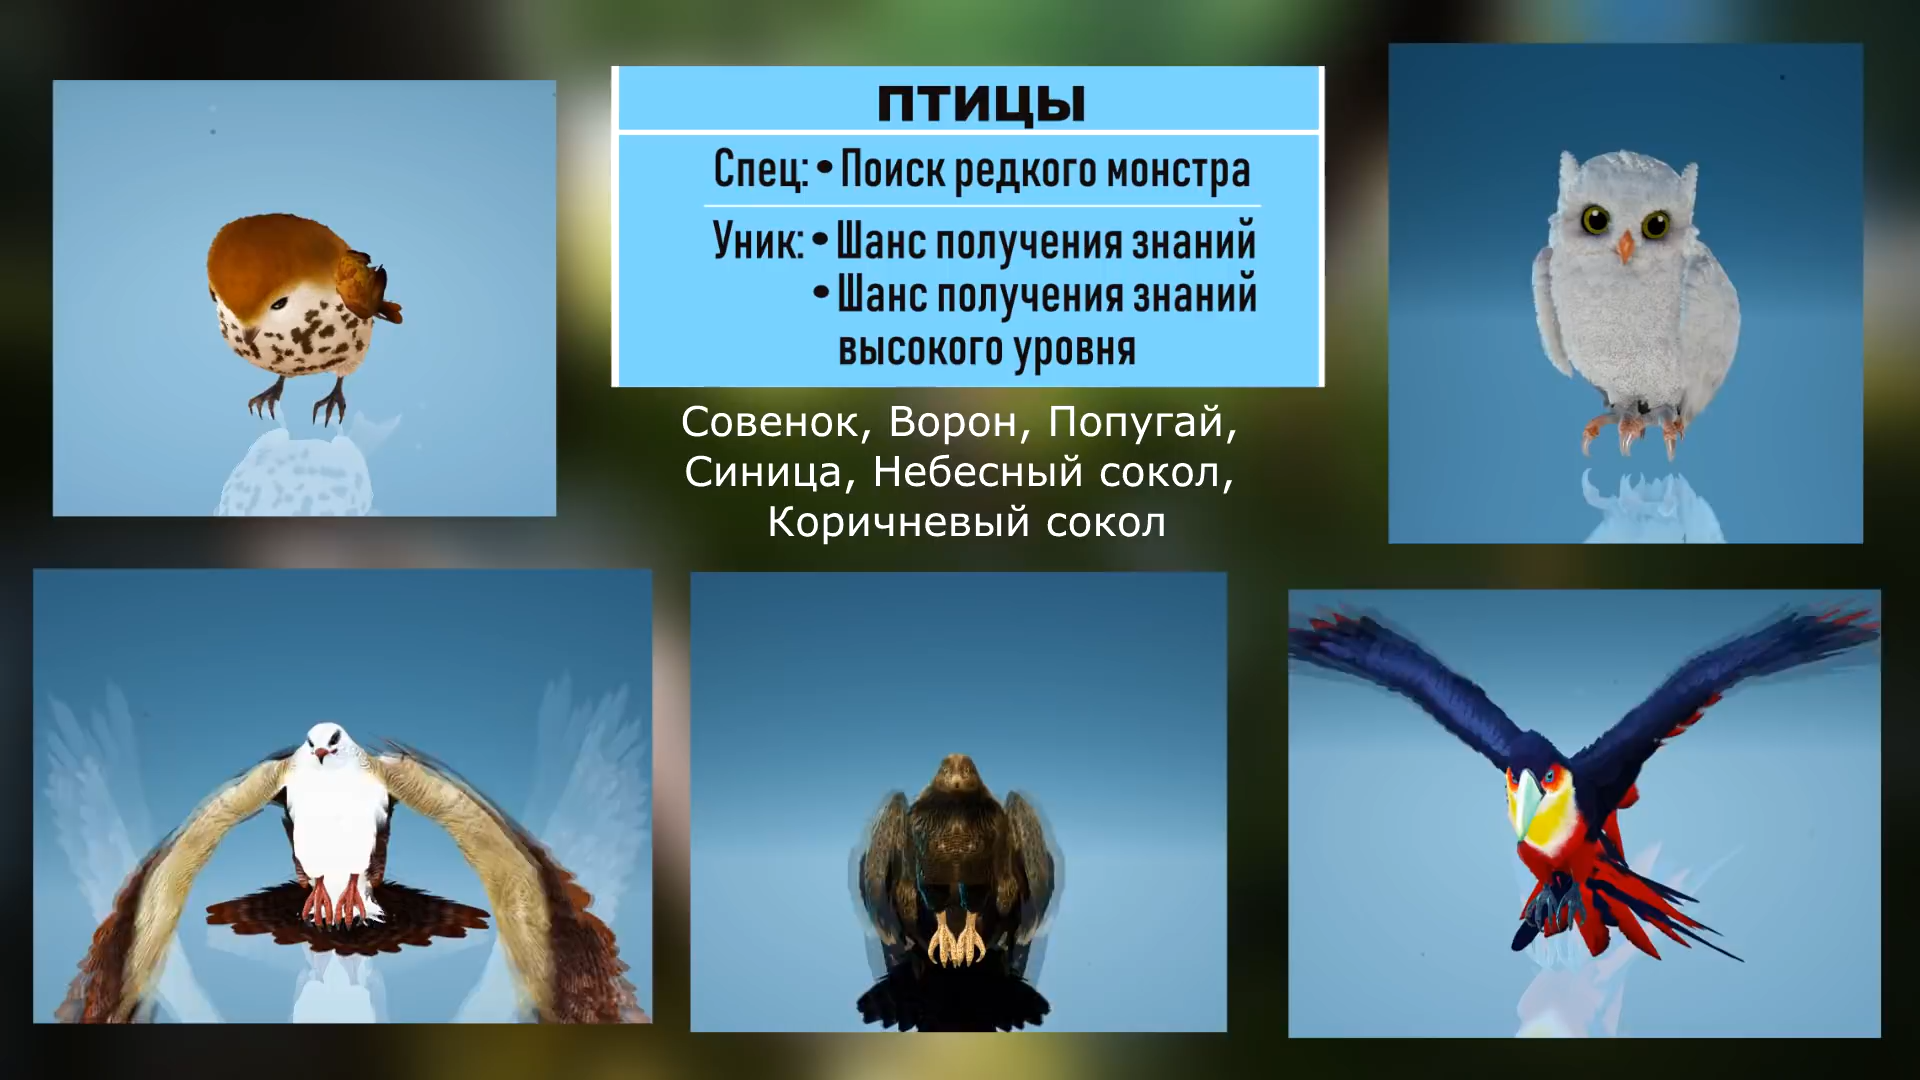 ПТИЦЫ
Спец: • Поиск редкого монстра
Уник: • Шанс получения знаний
• Шанс получения знаний
высокого уровня
Совенок, Ворон, Попугай,
Синица, Небесный сокол,
Коричневый сокол